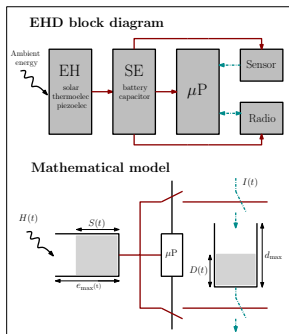 EHD block diagram
Ambient
energy
EH
solar
thermoelec
piezoelec
SE
battery
capacitor
μP
Sensor
Radio
Mathematical model
H(t)
S(t)
e_max(t)
μP
I(t)
D(t)
d_max